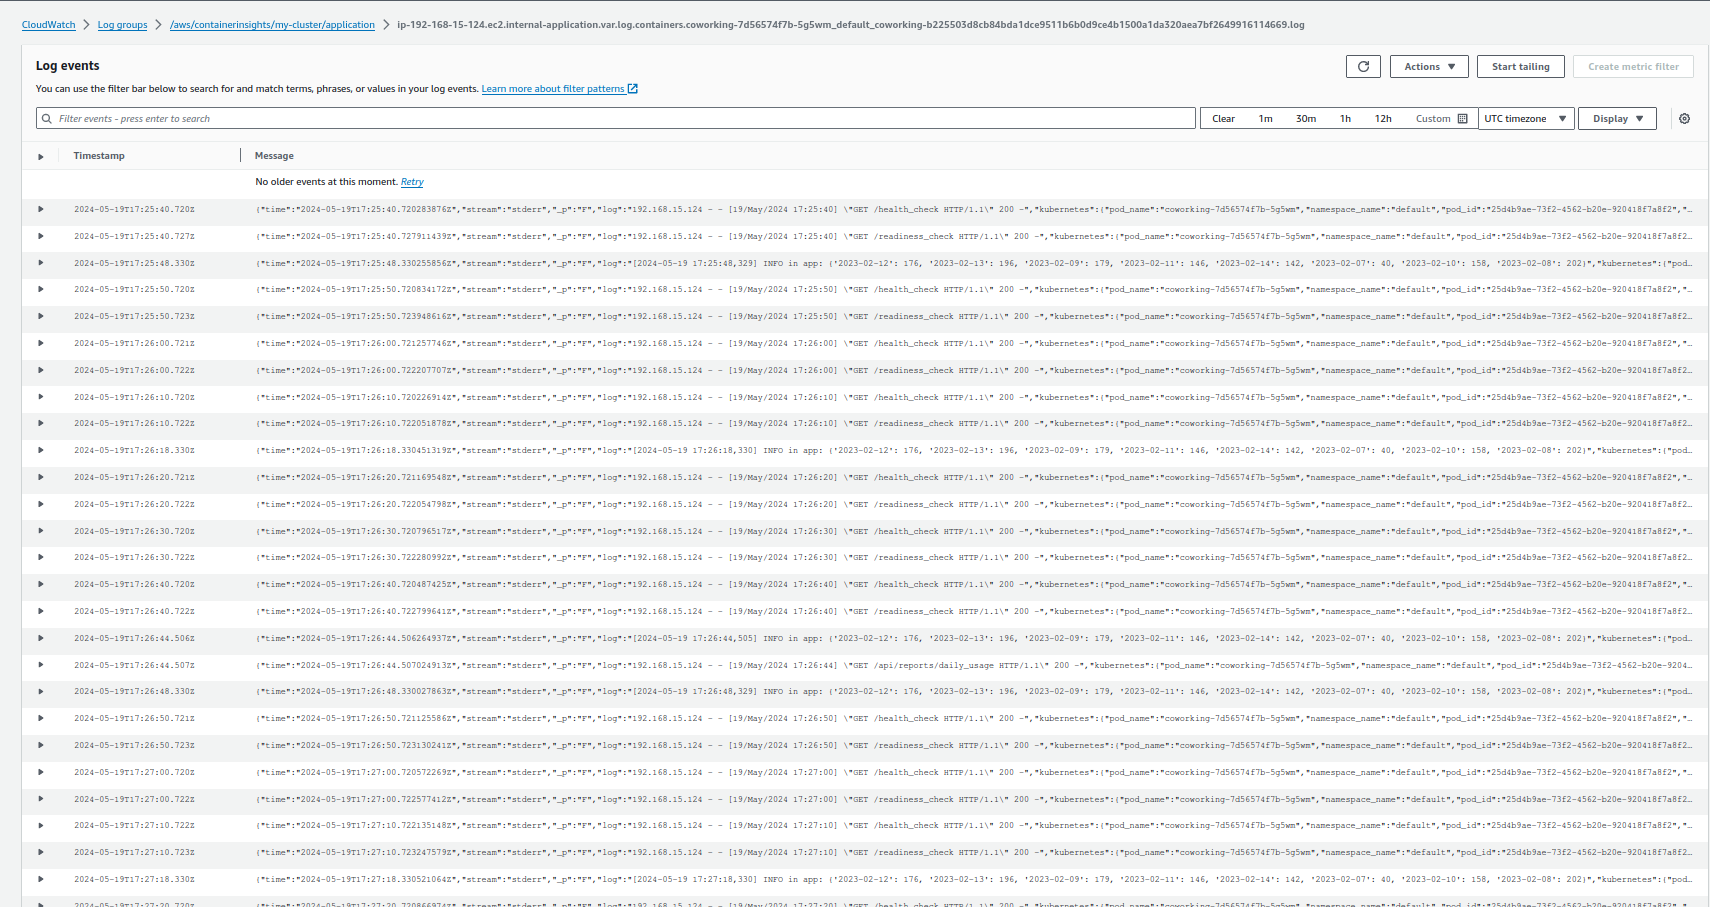 CloudWatch > Log groups > /aws/containerinsights/my-cluster/application > ip-192-168-15-124.ec2.internal-application.var.log.containers.coworking-7d56574f7b-5g5wm_default_coworking-b225503d8cb84bda1dce9511b6b0d9ce4b1500a1da320aea7bf2649916114669.log
Log events
Actions Start tailing Create metric filter
You can use the filter bar below to search for and match terms, phrases, or values in your log events. Learn more about filter patterns
Filter events - press enter to search Clear 1m 30m 1h 12h Custom UTC timezone Display
Timestamp Message
No older events at this moment. Retry
2024-05-19T17:25:40.720Z {"time":"2024-05-19T17:25:40.720283876Z","stream":"stderr","_p":"F","log":"192.168.15.124 - - [19/May/2024 17:25:40] \"GET /health_check HTTP/1.1\" 200 -","kubernetes":{"pod_name":"coworking-7d56574f7b-5g5wm","namespace_name":"default","pod_id":"25d4b9ae-73f2-4562-b20e-920418f7a8f2","…
2024-05-19T17:25:40.727Z {"time":"2024-05-19T17:25:40.727911439Z","stream":"stderr","_p":"F","log":"192.168.15.124 - - [19/May/2024 17:25:40] \"GET /readiness_check HTTP/1.1\" 200 -","kubernetes":{"pod_name":"coworking-7d56574f7b-5g5wm","namespace_name":"default","pod_id":"25d4b9ae-73f2-4562-b20e-920418f7a8f2…
2024-05-19T17:25:48.330Z {"time":"2024-05-19T17:25:48.330255856Z","stream":"stderr","_p":"F","log":"[2024-05-19 17:25:48,329] INFO in app: {'2023-02-12': 176, '2023-02-13': 196, '2023-02-09': 179, '2023-02-11': 146, '2023-02-14': 142, '2023-02-07': 40, '2023-02-10': 158, '2023-02-08': 202}","kubernetes":{"pod…
2024-05-19T17:25:50.720Z {"time":"2024-05-19T17:25:50.720834172Z","stream":"stderr","_p":"F","log":"192.168.15.124 - - [19/May/2024 17:25:50] \"GET /health_check HTTP/1.1\" 200 -","kubernetes":{"pod_name":"coworking-7d56574f7b-5g5wm","namespace_name":"default","pod_id":"25d4b9ae-73f2-4562-b20e-920418f7a8f2","…
2024-05-19T17:25:50.723Z {"time":"2024-05-19T17:25:50.723948616Z","stream":"stderr","_p":"F","log":"192.168.15.124 - - [19/May/2024 17:25:50] \"GET /readiness_check HTTP/1.1\" 200 -","kubernetes":{"pod_name":"coworking-7d56574f7b-5g5wm","namespace_name":"default","pod_id":"25d4b9ae-73f2-4562-b20e-920418f7a8f2…
2024-05-19T17:26:00.721Z {"time":"2024-05-19T17:26:00.721257746Z","stream":"stderr","_p":"F","log":"192.168.15.124 - - [19/May/2024 17:26:00] \"GET /health_check HTTP/1.1\" 200 -","kubernetes":{"pod_name":"coworking-7d56574f7b-5g5wm","namespace_name":"default","pod_id":"25d4b9ae-73f2-4562-b20e-920418f7a8f2","…
2024-05-19T17:26:00.722Z {"time":"2024-05-19T17:26:00.722207707Z","stream":"stderr","_p":"F","log":"192.168.15.124 - - [19/May/2024 17:26:00] \"GET /readiness_check HTTP/1.1\" 200 -","kubernetes":{"pod_name":"coworking-7d56574f7b-5g5wm","namespace_name":"default","pod_id":"25d4b9ae-73f2-4562-b20e-920418f7a8f2…
2024-05-19T17:26:10.720Z {"time":"2024-05-19T17:26:10.720226914Z","stream":"stderr","_p":"F","log":"192.168.15.124 - - [19/May/2024 17:26:10] \"GET /health_check HTTP/1.1\" 200 -","kubernetes":{"pod_name":"coworking-7d56574f7b-5g5wm","namespace_name":"default","pod_id":"25d4b9ae-73f2-4562-b20e-920418f7a8f2","…
2024-05-19T17:26:10.722Z {"time":"2024-05-19T17:26:10.722051878Z","stream":"stderr","_p":"F","log":"192.168.15.124 - - [19/May/2024 17:26:10] \"GET /readiness_check HTTP/1.1\" 200 -","kubernetes":{"pod_name":"coworking-7d56574f7b-5g5wm","namespace_name":"default","pod_id":"25d4b9ae-73f2-4562-b20e-920418f7a8f2…
2024-05-19T17:26:18.330Z {"time":"2024-05-19T17:26:18.330451319Z","stream":"stderr","_p":"F","log":"[2024-05-19 17:26:18,330] INFO in app: {'2023-02-12': 176, '2023-02-13': 196, '2023-02-09': 179, '2023-02-11': 146, '2023-02-14': 142, '2023-02-07': 40, '2023-02-10': 158, '2023-02-08': 202}","kubernetes":{"pod…
2024-05-19T17:26:20.721Z {"time":"2024-05-19T17:26:20.721169548Z","stream":"stderr","_p":"F","log":"192.168.15.124 - - [19/May/2024 17:26:20] \"GET /health_check HTTP/1.1\" 200 -","kubernetes":{"pod_name":"coworking-7d56574f7b-5g5wm","namespace_name":"default","pod_id":"25d4b9ae-73f2-4562-b20e-920418f7a8f2","…
2024-05-19T17:26:20.722Z {"time":"2024-05-19T17:26:20.722054798Z","stream":"stderr","_p":"F","log":"192.168.15.124 - - [19/May/2024 17:26:20] \"GET /readiness_check HTTP/1.1\" 200 -","kubernetes":{"pod_name":"coworking-7d56574f7b-5g5wm","namespace_name":"default","pod_id":"25d4b9ae-73f2-4562-b20e-920418f7a8f2…
2024-05-19T17:26:30.720Z {"time":"2024-05-19T17:26:30.720796517Z","stream":"stderr","_p":"F","log":"192.168.15.124 - - [19/May/2024 17:26:30] \"GET /health_check HTTP/1.1\" 200 -","kubernetes":{"pod_name":"coworking-7d56574f7b-5g5wm","namespace_name":"default","pod_id":"25d4b9ae-73f2-4562-b20e-920418f7a8f2","…
2024-05-19T17:26:30.722Z {"time":"2024-05-19T17:26:30.722280992Z","stream":"stderr","_p":"F","log":"192.168.15.124 - - [19/May/2024 17:26:30] \"GET /readiness_check HTTP/1.1\" 200 -","kubernetes":{"pod_name":"coworking-7d56574f7b-5g5wm","namespace_name":"default","pod_id":"25d4b9ae-73f2-4562-b20e-920418f7a8f2…
2024-05-19T17:26:40.720Z {"time":"2024-05-19T17:26:40.720487425Z","stream":"stderr","_p":"F","log":"192.168.15.124 - - [19/May/2024 17:26:40] \"GET /health_check HTTP/1.1\" 200 -","kubernetes":{"pod_name":"coworking-7d56574f7b-5g5wm","namespace_name":"default","pod_id":"25d4b9ae-73f2-4562-b20e-920418f7a8f2","…
2024-05-19T17:26:40.722Z {"time":"2024-05-19T17:26:40.722799641Z","stream":"stderr","_p":"F","log":"192.168.15.124 - - [19/May/2024 17:26:40] \"GET /readiness_check HTTP/1.1\" 200 -","kubernetes":{"pod_name":"coworking-7d56574f7b-5g5wm","namespace_name":"default","pod_id":"25d4b9ae-73f2-4562-b20e-920418f7a8f2…
2024-05-19T17:26:44.506Z {"time":"2024-05-19T17:26:44.506264937Z","stream":"stderr","_p":"F","log":"[2024-05-19 17:26:44,505] INFO in app: {'2023-02-12': 176, '2023-02-13': 196, '2023-02-09': 179, '2023-02-11': 146, '2023-02-14': 142, '2023-02-07': 40, '2023-02-10': 158, '2023-02-08': 202}","kubernetes":{"pod…
2024-05-19T17:26:44.507Z {"time":"2024-05-19T17:26:44.507024913Z","stream":"stderr","_p":"F","log":"192.168.15.124 - - [19/May/2024 17:26:44] \"GET /api/reports/daily_usage HTTP/1.1\" 200 -","kubernetes":{"pod_name":"coworking-7d56574f7b-5g5wm","namespace_name":"default","pod_id":"25d4b9ae-73f2-4562-b20e-9204…
2024-05-19T17:26:48.330Z {"time":"2024-05-19T17:26:48.330027863Z","stream":"stderr","_p":"F","log":"[2024-05-19 17:26:48,329] INFO in app: {'2023-02-12': 176, '2023-02-13': 196, '2023-02-09': 179, '2023-02-11': 146, '2023-02-14': 142, '2023-02-07': 40, '2023-02-10': 158, '2023-02-08': 202}","kubernetes":{"pod…
2024-05-19T17:26:50.721Z {"time":"2024-05-19T17:26:50.721125586Z","stream":"stderr","_p":"F","log":"192.168.15.124 - - [19/May/2024 17:26:50] \"GET /health_check HTTP/1.1\" 200 -","kubernetes":{"pod_name":"coworking-7d56574f7b-5g5wm","namespace_name":"default","pod_id":"25d4b9ae-73f2-4562-b20e-920418f7a8f2","…
2024-05-19T17:26:50.723Z {"time":"2024-05-19T17:26:50.723130241Z","stream":"stderr","_p":"F","log":"192.168.15.124 - - [19/May/2024 17:26:50] \"GET /readiness_check HTTP/1.1\" 200 -","kubernetes":{"pod_name":"coworking-7d56574f7b-5g5wm","namespace_name":"default","pod_id":"25d4b9ae-73f2-4562-b20e-920418f7a8f2…
2024-05-19T17:27:00.720Z {"time":"2024-05-19T17:27:00.720572269Z","stream":"stderr","_p":"F","log":"192.168.15.124 - - [19/May/2024 17:27:00] \"GET /health_check HTTP/1.1\" 200 -","kubernetes":{"pod_name":"coworking-7d56574f7b-5g5wm","namespace_name":"default","pod_id":"25d4b9ae-73f2-4562-b20e-920418f7a8f2","…
2024-05-19T17:27:00.722Z {"time":"2024-05-19T17:27:00.722577412Z","stream":"stderr","_p":"F","log":"192.168.15.124 - - [19/May/2024 17:27:00] \"GET /readiness_check HTTP/1.1\" 200 -","kubernetes":{"pod_name":"coworking-7d56574f7b-5g5wm","namespace_name":"default","pod_id":"25d4b9ae-73f2-4562-b20e-920418f7a8f2…
2024-05-19T17:27:10.722Z {"time":"2024-05-19T17:27:10.722135148Z","stream":"stderr","_p":"F","log":"192.168.15.124 - - [19/May/2024 17:27:10] \"GET /health_check HTTP/1.1\" 200 -","kubernetes":{"pod_name":"coworking-7d56574f7b-5g5wm","namespace_name":"default","pod_id":"25d4b9ae-73f2-4562-b20e-920418f7a8f2","…
2024-05-19T17:27:10.723Z {"time":"2024-05-19T17:27:10.723247579Z","stream":"stderr","_p":"F","log":"192.168.15.124 - - [19/May/2024 17:27:10] \"GET /readiness_check HTTP/1.1\" 200 -","kubernetes":{"pod_name":"coworking-7d56574f7b-5g5wm","namespace_name":"default","pod_id":"25d4b9ae-73f2-4562-b20e-920418f7a8f2…
2024-05-19T17:27:18.330Z {"time":"2024-05-19T17:27:18.330521064Z","stream":"stderr","_p":"F","log":"[2024-05-19 17:27:18,330] INFO in app: {'2023-02-12': 176, '2023-02-13': 196, '2023-02-09': 179, '2023-02-11': 146, '2023-02-14': 142, '2023-02-07': 40, '2023-02-10': 158, '2023-02-08': 202}","kubernetes":{"pod…